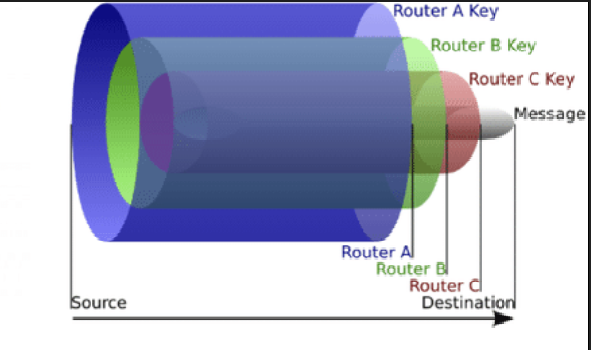 Router A Key
Router B Key
Router C Key
Message
Router A
Router B
Router C
Source
Destination